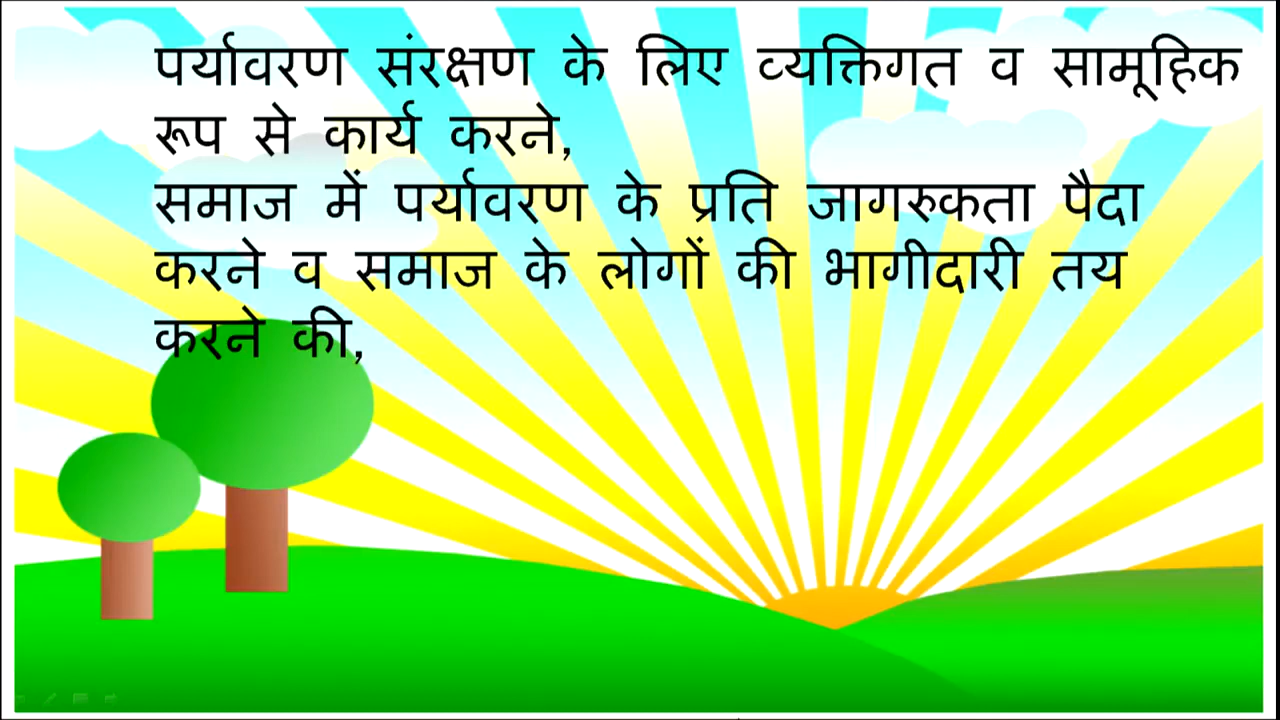 पर्यावरण संरक्षण के लिए व्यक्तिगत व सामूहिक
रूप से कार्य करने,
समाज में पर्यावरण के प्रति जागरुकता पैदा
करने व समाज के लोगों की भागीदारी तय
करने की,